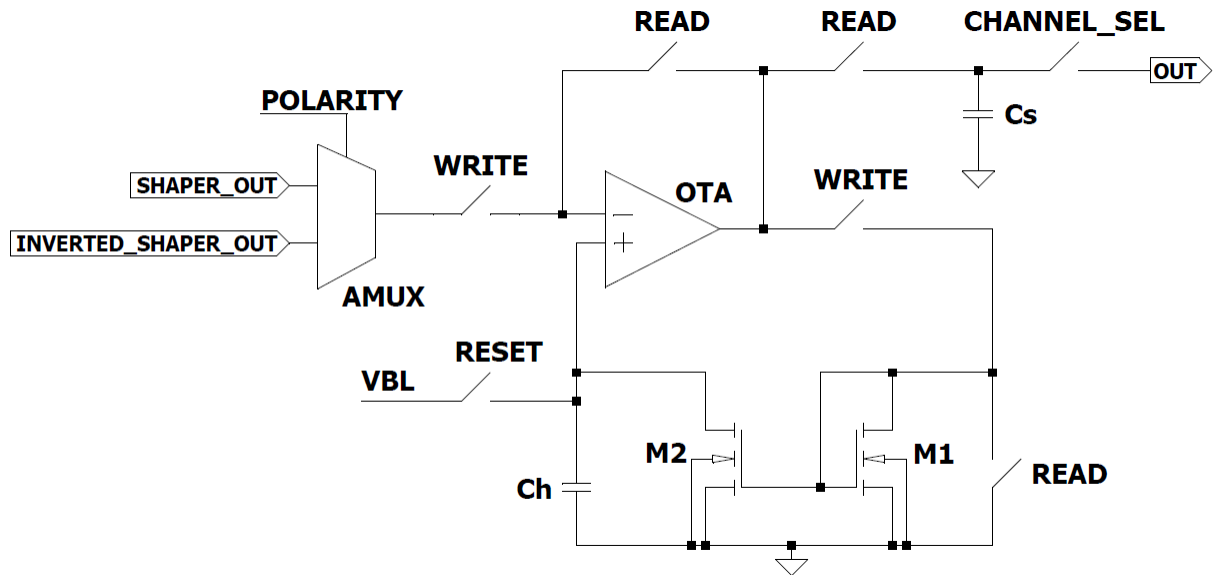 READ
READ
CHANNEL_SEL
OUT
POLARITY
Cs
WRITE
SHAPER_OUT
OTA
WRITE
INVERTED_SHAPER_OUT
AMUX
RESET
VBL
M2
M1
READ
Ch